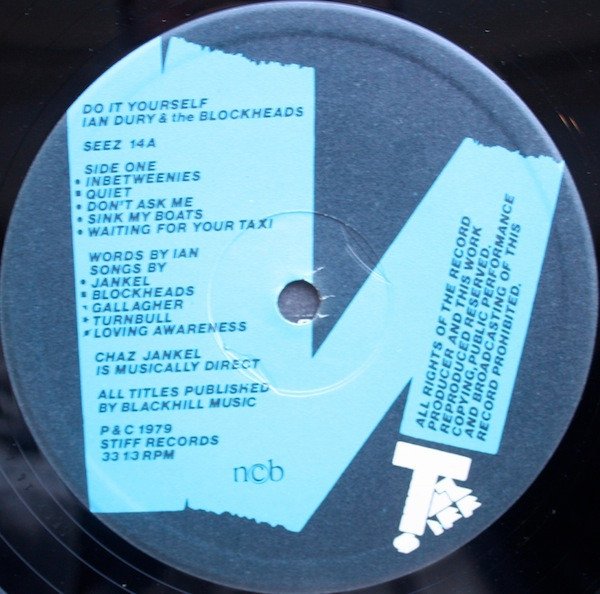 DO IT YOURSELF
IAN DURY & the BLOCKHEADS
SEEZ 14A
SIDE ONE
INBETWEENIES
QUIET
DON'T ASK ME
SINK MY BOATS
WAITING FOR YOUR TAXI
WORDS BY IAN
SONGS BY
JANKEL
BLOCKHEADS
GALLAGHER
TURNBULL
LOVING AWARENESS
CHAZ JANKEL
IS MUSICALLY DIRECT
ALL TITLES PUBLISHED
BY BLACKHILL MUSIC
P & C 1979
STIFF RECORDS
33 1 3 RPM
n©b
ALL RIGHTS OF THE RECORD
PRODUCER AND THIS WORK
REPRODUCED RESERVED.
COPYING, PUBLIC PERFORMANCE
AND BROADCASTING OF THIS
RECORD PROHIBITED.